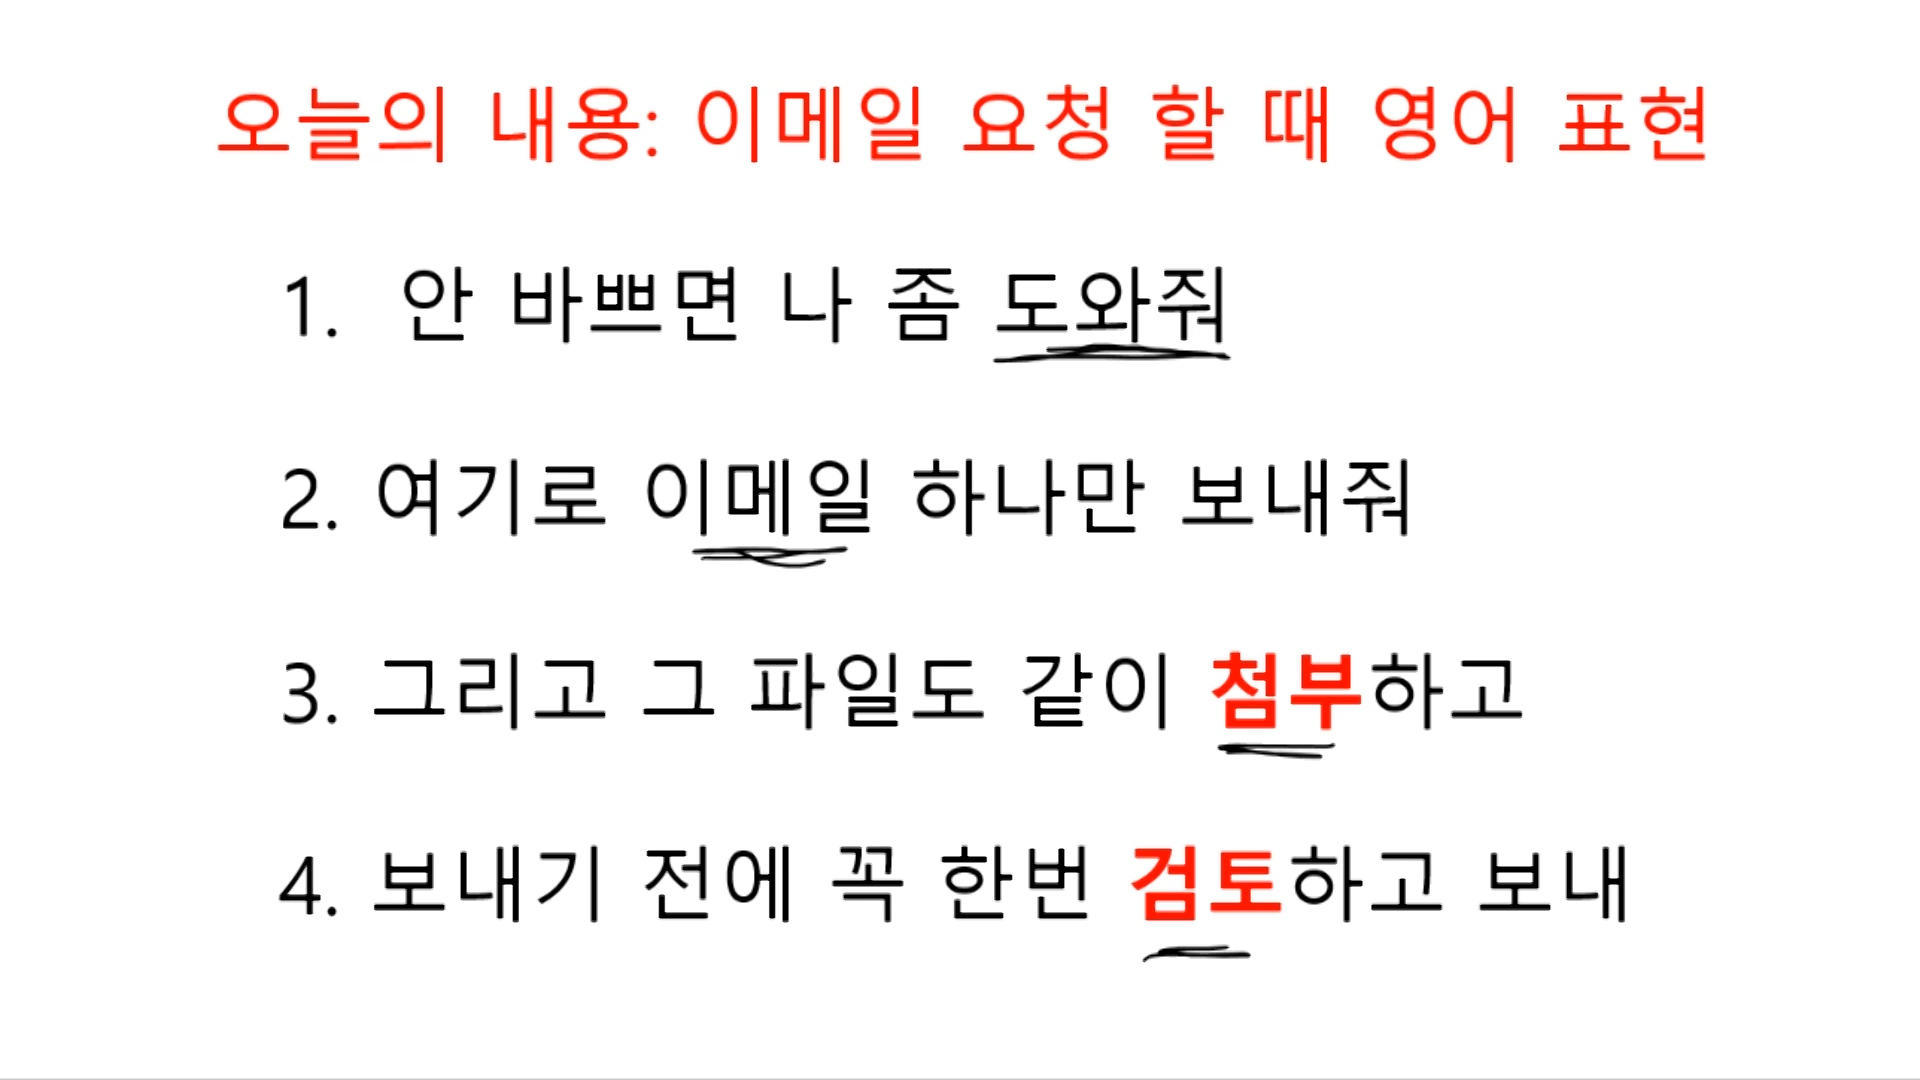 오늘의 내용: 이메일 요청 할 때 영어 표현
1. 안 바쁘면 나 좀 도와줘
2. 여기로 이메일 하나만 보내줘
3. 그리고 그 파일도 같이 첨부하고
4. 보내기 전에 꼭 한번 검토하고 보내